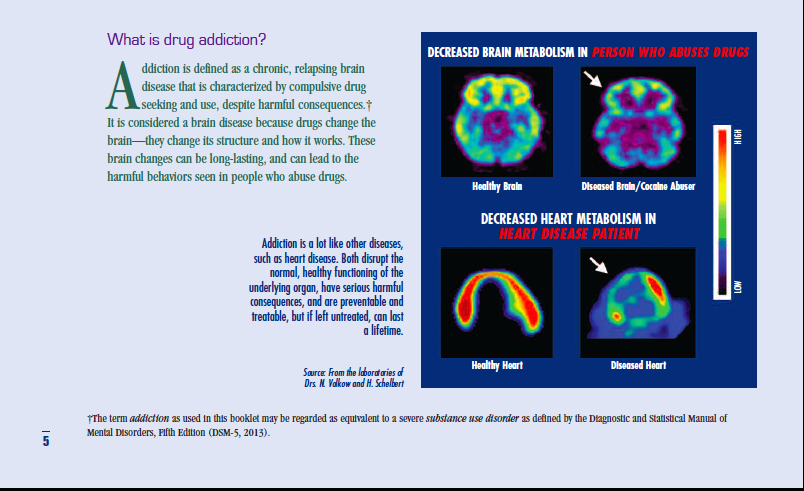 What is drug addiction?
Addiction is defined as a chronic, relapsing brain
disease that is characterized by compulsive drug
seeking and use, despite harmful consequences.†
It is considered a brain disease because drugs change the
brain—they change its structure and how it works. These
brain changes can be long-lasting, and can lead to the
harmful behaviors seen in people who abuse drugs.
Addiction is a lot like other diseases,
such as heart disease. Both disrupt the
normal, healthy functioning of the
underlying organ, have serious harmful
consequences, and are preventable and
treatable, but if left untreated, can last
a lifetime.
Source: From the laboratories of
Drs. N. Volkow and H. Schelbert
DECREASED BRAIN METABOLISM IN PERSON WHO ABUSES DRUGS
Healthy Brain
Diseased Brain/Cocaine Abuser
DECREASED HEART METABOLISM IN
HEART DISEASE PATIENT
Healthy Heart
Diseased Heart
HIGH
LOW
†The term addiction as used in this booklet may be regarded as equivalent to a severe substance use disorder as defined by the Diagnostic and Statistical Manual of
Mental Disorders, Fifth Edition (DSM-5, 2013).
5